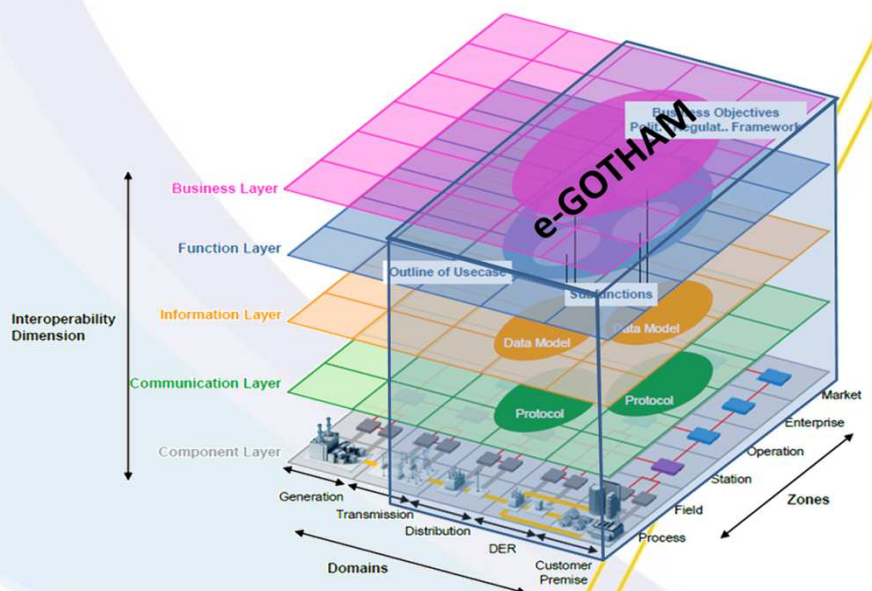 Business Objectives
Polit.. Regulat.. Framework
e-GOTHAM
Business Layer
Function Layer
Outline of Usecase
Subfunctions
Interoperability
Dimension
Information Layer
Data Model
Data Model
Communication Layer
Protocol
Protocol
Component Layer
Market
Enterprise
Operation
Station
Field
Process
Zones
Generation
Transmission
Distribution
DER
Customer
Premise
Domains